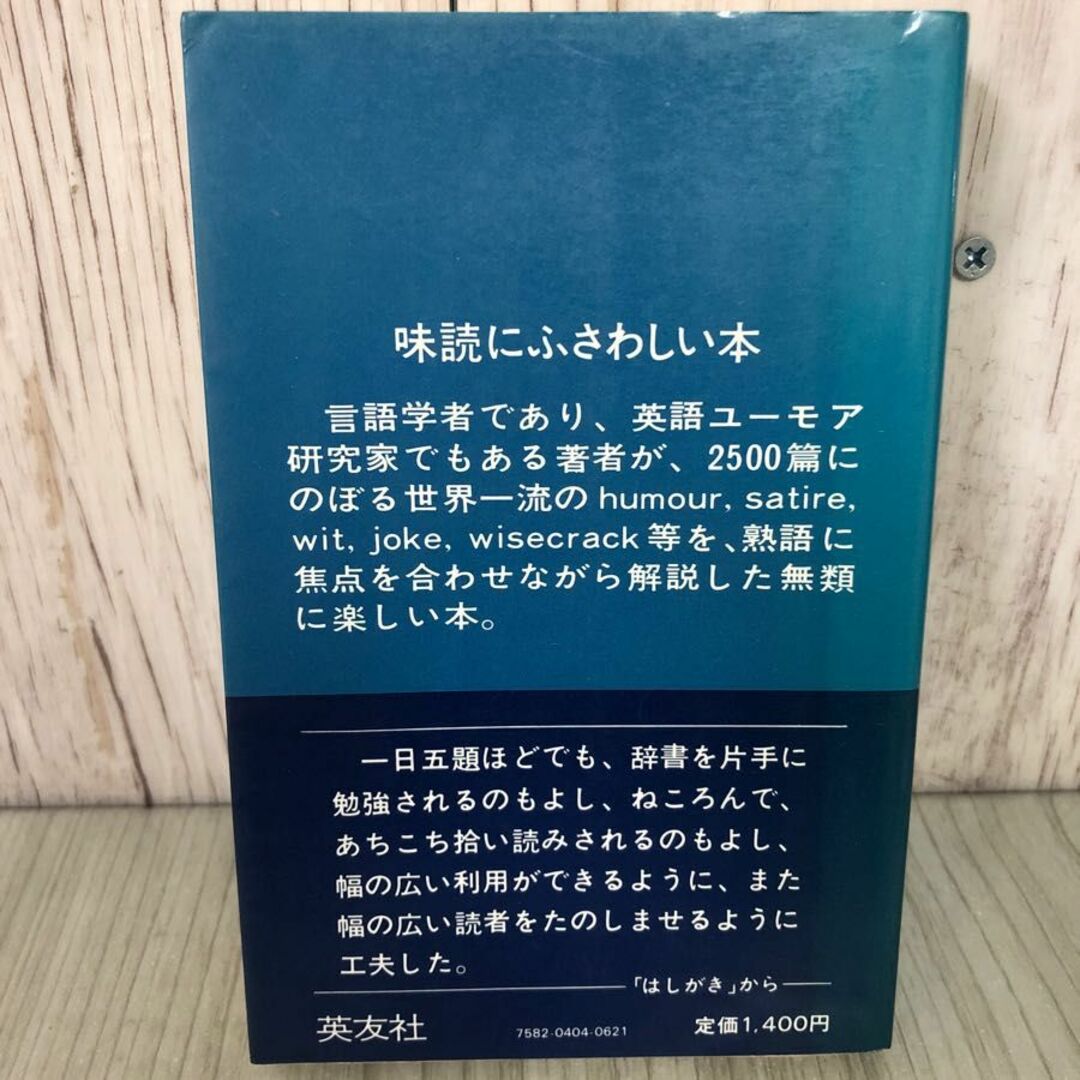 味読にふさわしい本
言語学者であり、英語ユーモア
研究家でもある著者が、2500篇に
のぼる世界一流のhumour, satire,
wit, joke, wisecrack等を、熟語に
焦点を合わせながら解説した無類
に楽しい本。
一日五題ほどでも、辞書を片手に
勉強されるのもよし、ねころんで、
あちこち拾い読みされるのもよし、
幅の広い利用ができるように、また
幅の広い読者をたのしませるように
工夫した。
「はしがき」から
英友社 7582-0404-0621 定価1,400円